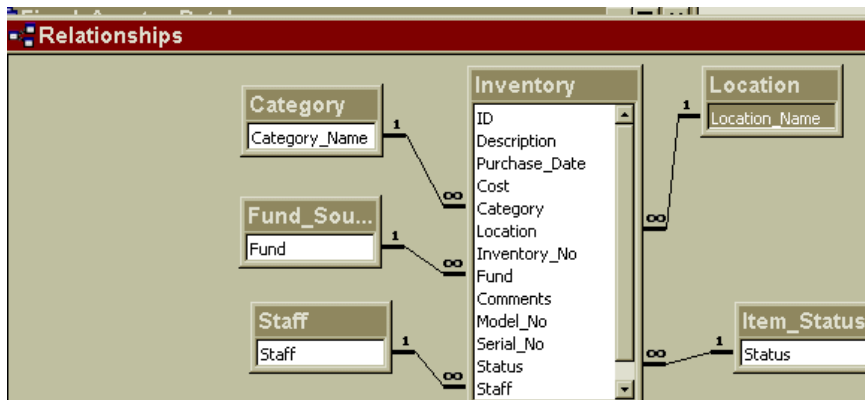 Relationships
Category
Category_Name
1
∞
Fund_Sou...
Fund
1
∞
Staff
Staff
1
∞
Inventory
ID
Description
Purchase_Date
Cost
Category
Location
Inventory_No
Fund
Comments
Model_No
Serial_No
Status
Staff
Location
Location_Name
1
∞
Item_Status
Status
1
∞